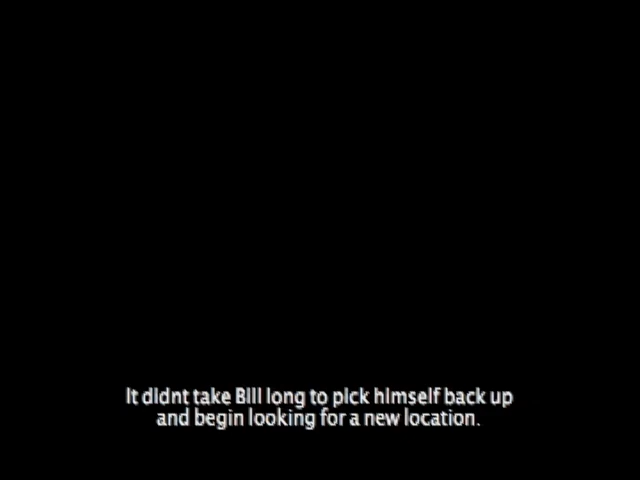 It didnt take Bill long to pick himself back up
and begin looking for a new location.